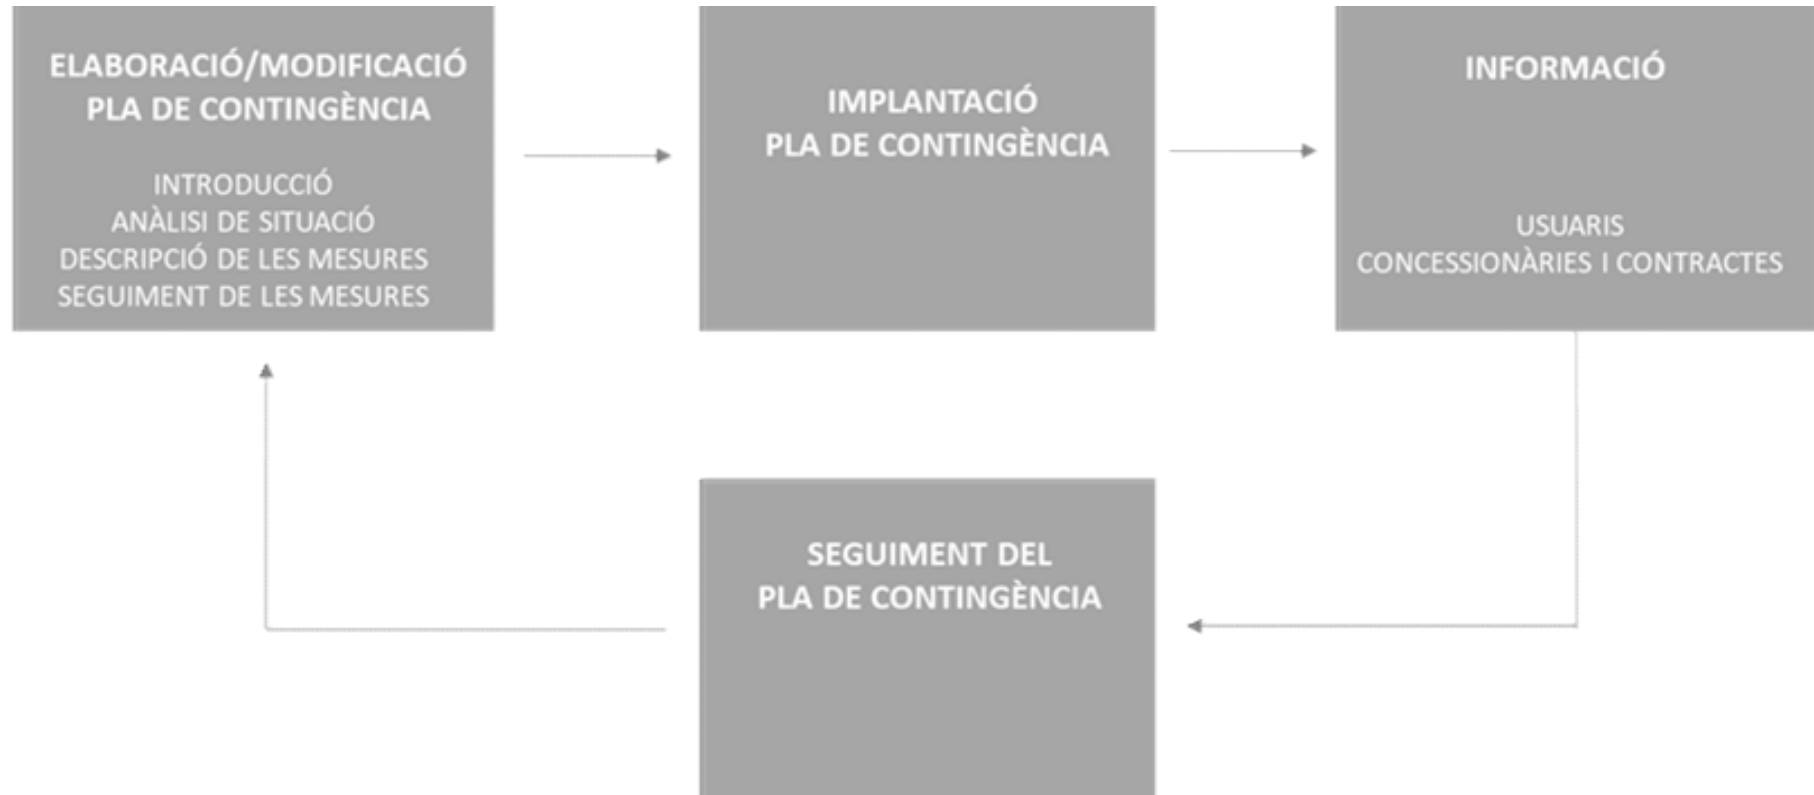 ELABORACIÓ/MODIFICACIÓ
PLA DE CONTINGÈNCIA
INTRODUCCIÓ
ANÀLISI DE SITUACIÓ
DESCRIPCIÓ DE LES MESURES
SEGUIMENT DE LES MESURES
IMPLANTACIÓ
PLA DE CONTINGÈNCIA
INFORMACIÓ
USUARIS
CONCESSIONÀRIES I CONTRACTES
SEGUIMENT DEL
PLA DE CONTINGÈNCIA